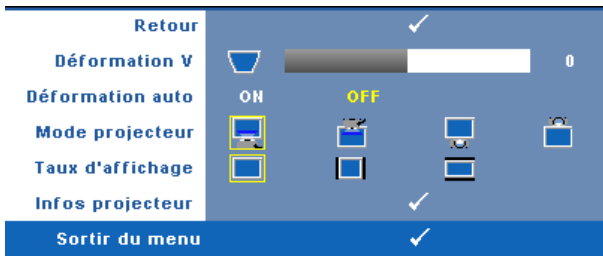 Retour
Déformation V 0
Déformation auto ON OFF
Mode projecteur
Taux d'affichage
Infos projecteur
Sortir du menu